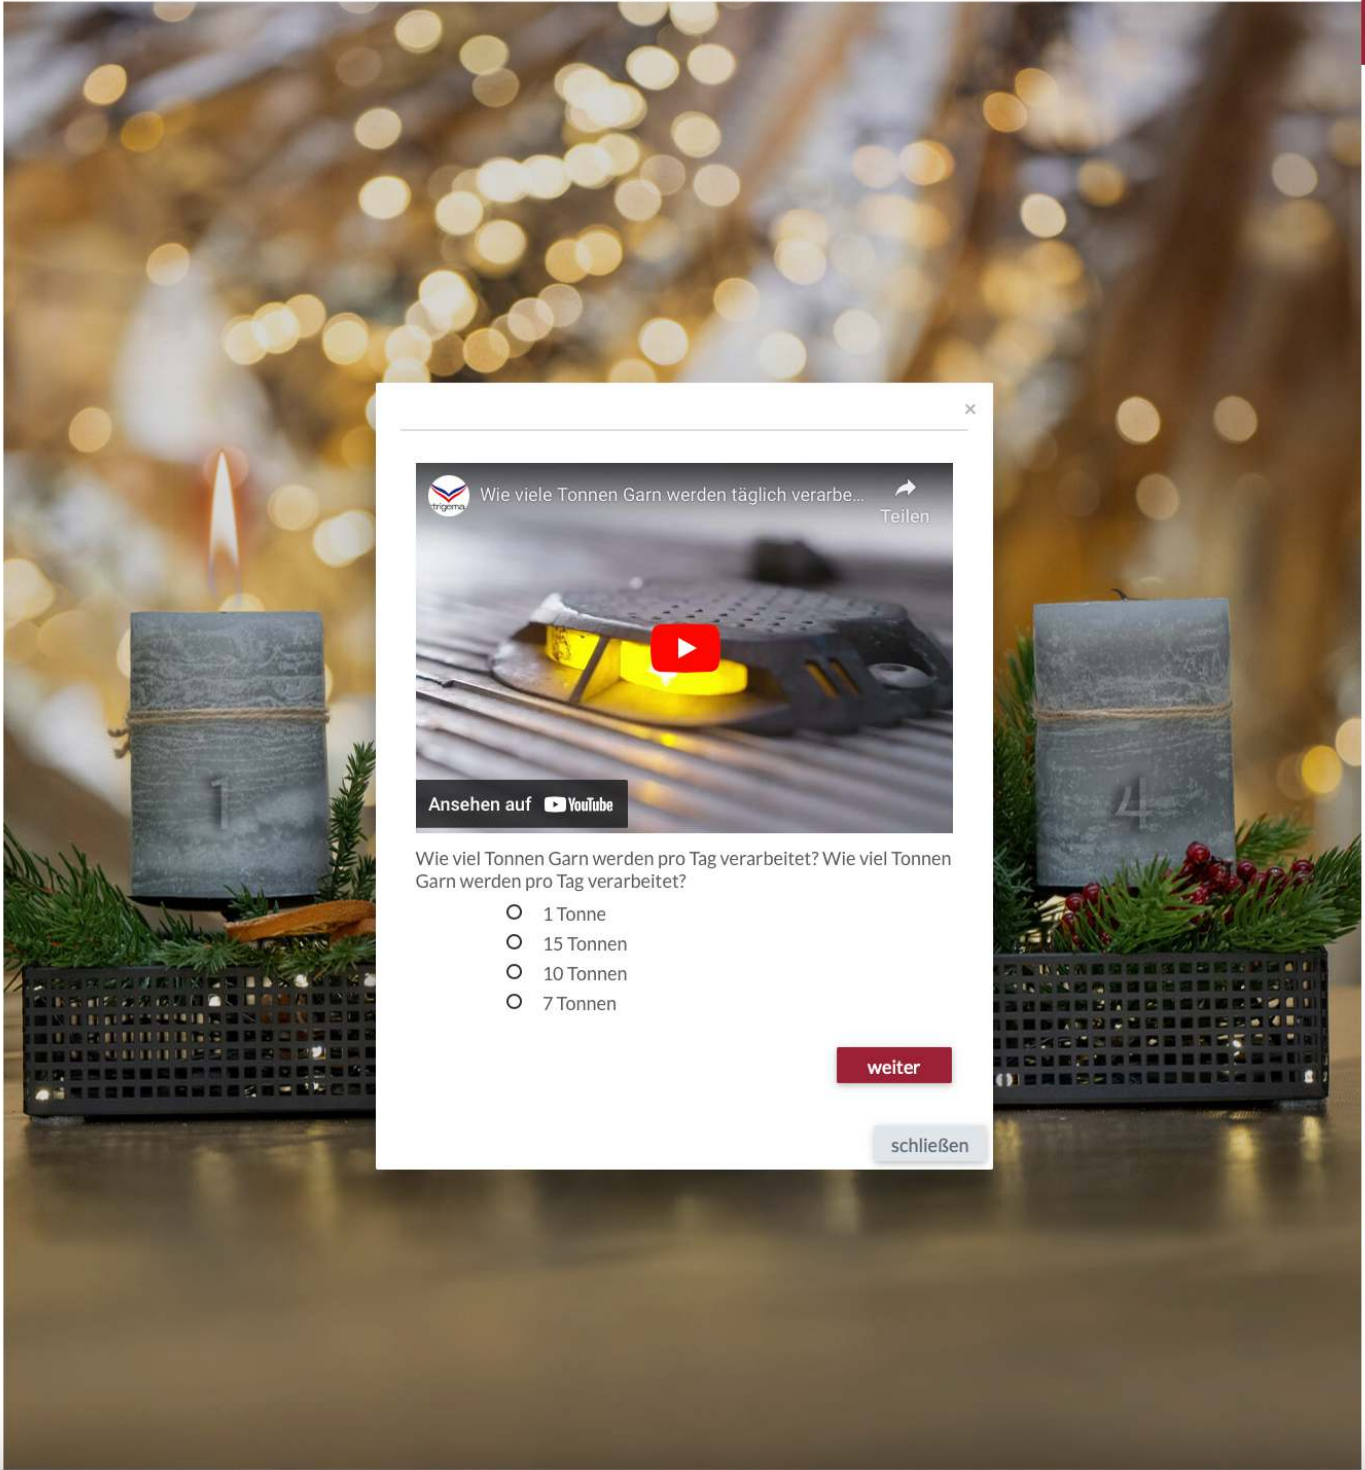 ×
trigema
Wie viele Tonnen Garn werden täglich verarbe...
Teilen
Ansehen auf YouTube
Wie viel Tonnen Garn werden pro Tag verarbeitet? Wie viel Tonnen
Garn werden pro Tag verarbeitet?
1 Tonne
15 Tonnen
10 Tonnen
7 Tonnen
weiter
schließen
1
4